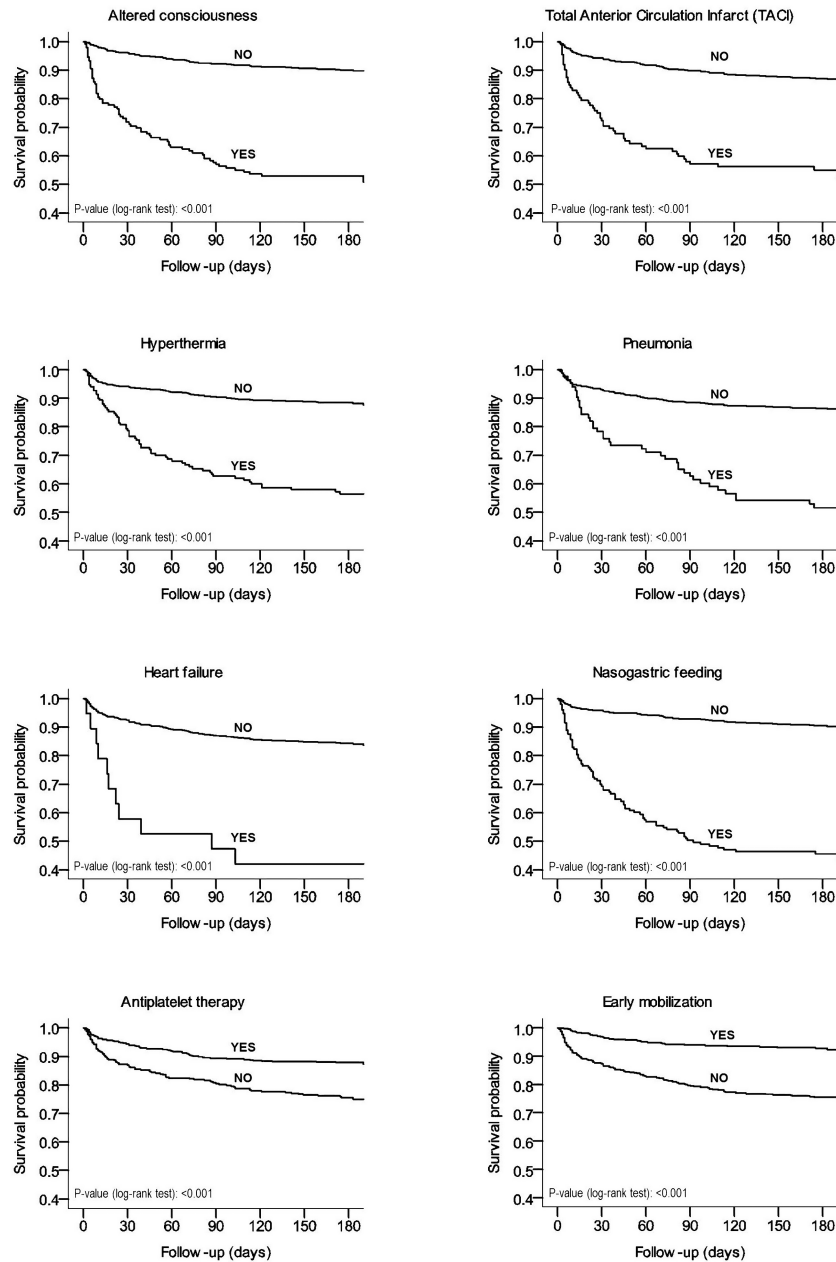 Altered consciousness
1.0
0.9
0.8
0.7
0.6
0.5
0.4
Survival probability
NO
YES
P-value (log-rank test): <0.001
0 30 60 90 120 150 180
Follow-up (days)
Total Anterior Circulation Infarct (TACI)
1.0
0.9
0.8
0.7
0.6
0.5
0.4
Survival probability
NO
YES
P-value (log-rank test): <0.001
0 30 60 90 120 150 180
Follow-up (days)
Hyperthermia
1.0
0.9
0.8
0.7
0.6
0.5
0.4
Survival probability
NO
YES
P-value (log-rank test): <0.001
0 30 60 90 120 150 180
Follow-up (days)
Pneumonia
1.0
0.9
0.8
0.7
0.6
0.5
0.4
Survival probability
NO
YES
P-value (log-rank test): <0.001
0 30 60 90 120 150 180
Follow-up (days)
Heart failure
1.0
0.9
0.8
0.7
0.6
0.5
0.4
Survival probability
NO
YES
P-value (log-rank test): <0.001
0 30 60 90 120 150 180
Follow-up (days)
Nasogastric feeding
1.0
0.9
0.8
0.7
0.6
0.5
0.4
Survival probability
NO
YES
P-value (log-rank test): <0.001
0 30 60 90 120 150 180
Follow-up (days)
Antiplatelet therapy
1.0
0.9
0.8
0.7
0.6
0.5
0.4
Survival probability
YES
NO
P-value (log-rank test): <0.001
0 30 60 90 120 150 180
Follow-up (days)
Early mobilization
1.0
0.9
0.8
0.7
0.6
0.5
0.4
Survival probability
YES
NO
P-value (log-rank test): <0.001
0 30 60 90 120 150 180
Follow-up (days)